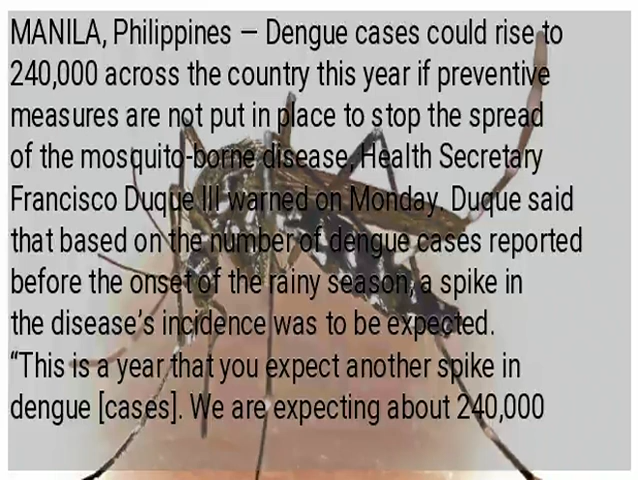 MANILA, Philippines — Dengue cases could rise to
240,000 across the country this year if preventive
measures are not put in place to stop the spread
of the mosquito-borne disease, Health Secretary
Francisco Duque III warned on Monday. Duque said
that based on the number of dengue cases reported
before the onset of the rainy season, a spike in
the disease’s incidence was to be expected.
“This is a year that you expect another spike in
dengue [cases]. We are expecting about 240,000